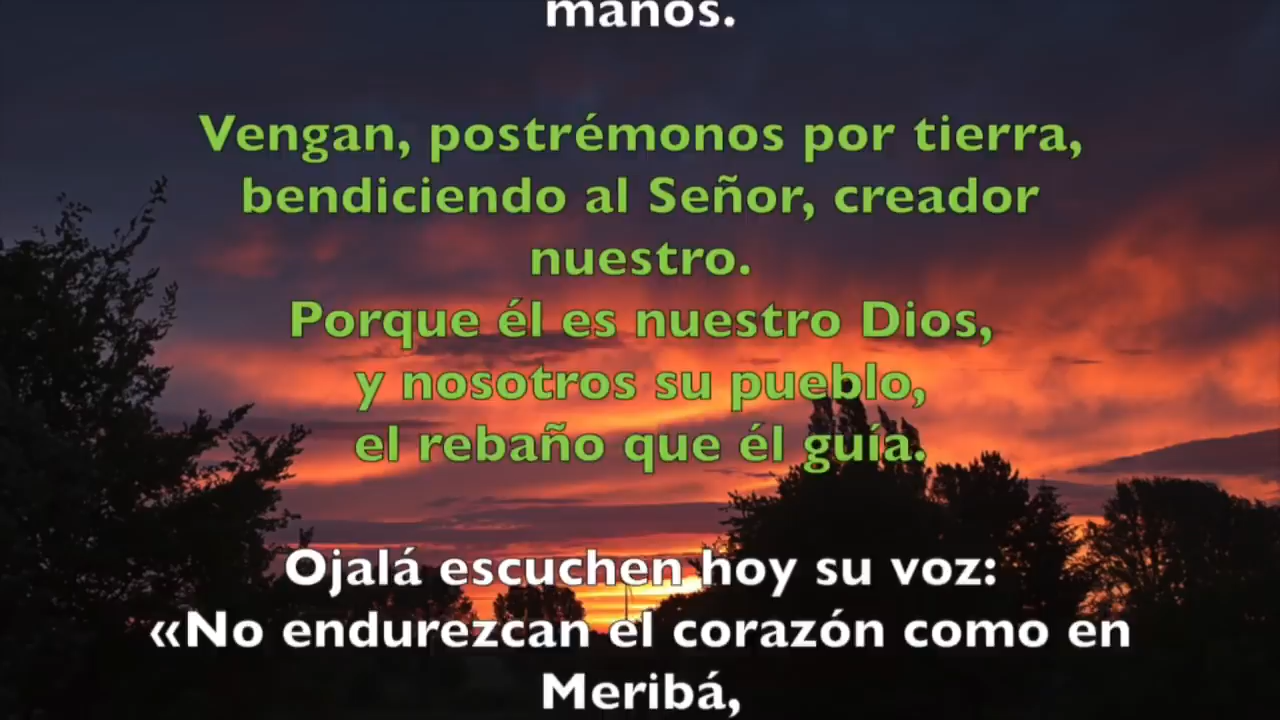 manos.
Vengan, postrémonos por tierra,
bendiciendo al Señor, creador
nuestro.
Porque él es nuestro Dios,
y nosotros su pueblo,
el rebaño que él guía.
Ojalá escuchen hoy su voz:
«No endurezcan el corazón como en
Meribá,